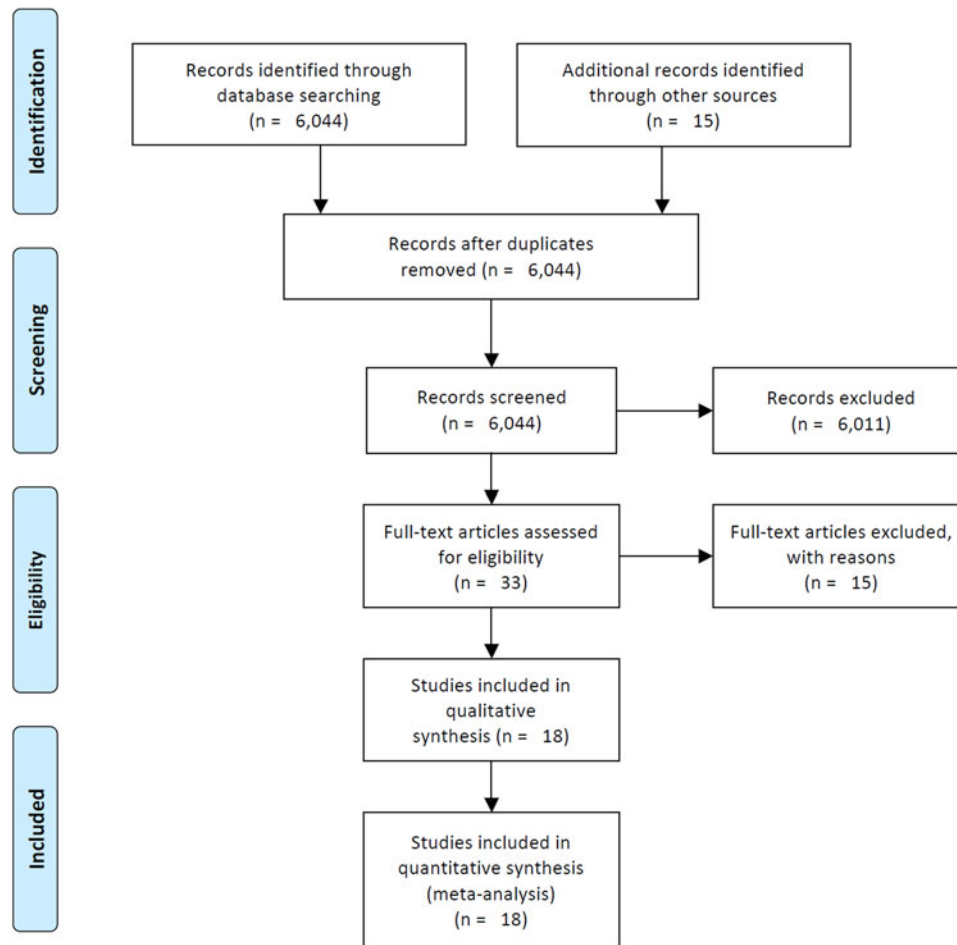 Identification
Records identified through
database searching
(n = 6,044)
Additional records identified
through other sources
(n = 15)
Records after duplicates
removed (n = 6,044)
Screening
Records screened
(n = 6,044)
Records excluded
(n = 6,011)
Eligibility
Full-text articles assessed
for eligibility
(n = 33)
Full-text articles excluded,
with reasons
(n = 15)
Studies included in
qualitative
synthesis (n = 18)
Included
Studies included in
quantitative synthesis
(meta-analysis)
(n = 18)